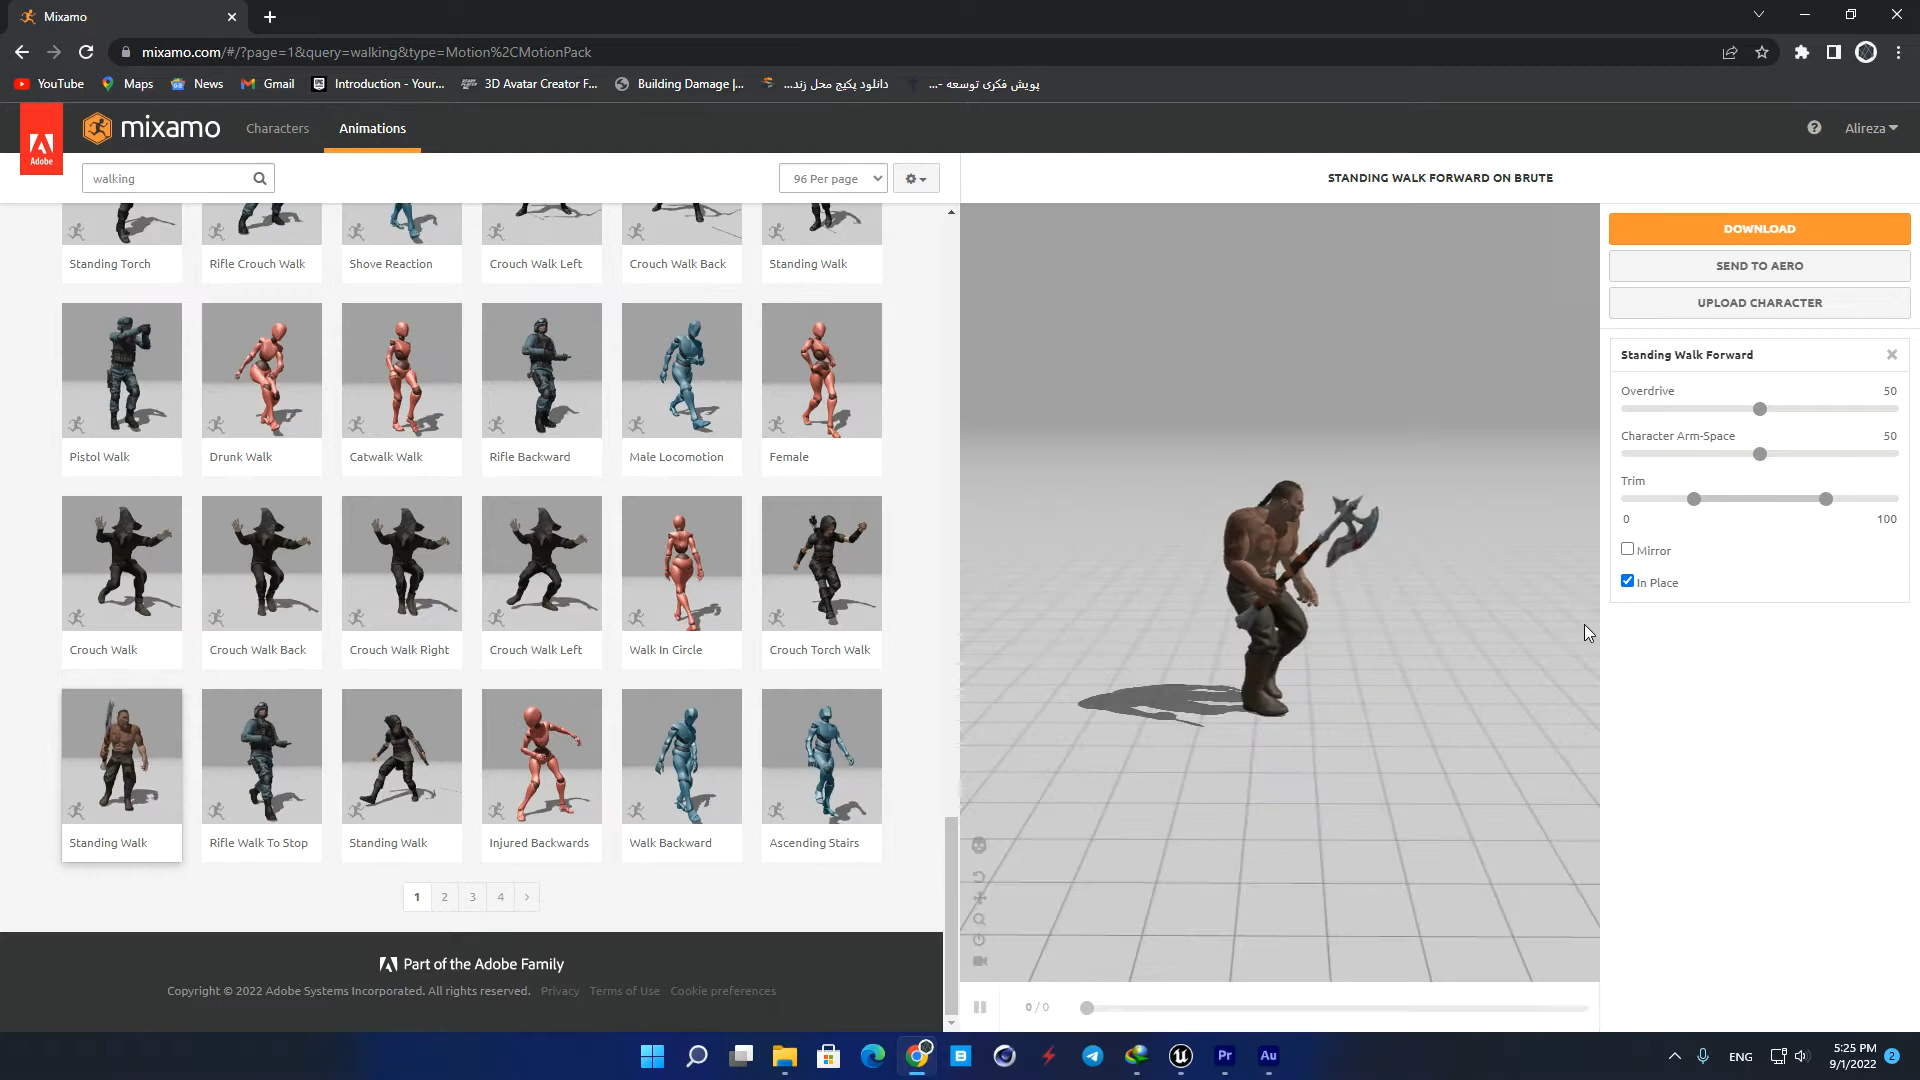 Mixamo
mixamo.com/#/?page=1&query=walking&type=Motion%2CMotionPack
YouTube
Maps
News
Gmail
Introduction - Your...
3D Avatar Creator F...
Building Damage |...
دانلود پکیج محل زند...
پویش فکری توسعه -...
Adobe
mixamo
Characters
Animations
Alireza
walking
96 Per page
STANDING WALK FORWARD ON BRUTE
DOWNLOAD
SEND TO AERO
UPLOAD CHARACTER
Standing Torch
Rifle Crouch Walk
Shove Reaction
Crouch Walk Left
Crouch Walk Back
Standing Walk
Pistol Walk
Drunk Walk
Catwalk Walk
Rifle Backward
Male Locomotion
Female
Crouch Walk
Crouch Walk Back
Crouch Walk Right
Crouch Walk Left
Walk In Circle
Crouch Torch Walk
Standing Walk
Rifle Walk To Stop
Standing Walk
Injured Backwards
Walk Backward
Ascending Stairs
1 2 3 4 >
Part of the Adobe Family
Copyright © 2022 Adobe Systems Incorporated. All rights reserved. Privacy Terms of Use Cookie preferences
Standing Walk Forward
Overdrive 50
Character Arm-Space 50
Trim
0 100
Mirror
In Place
0 / 0
B
Pr
Au
ENG
5:25 PM
9/1/2022
2